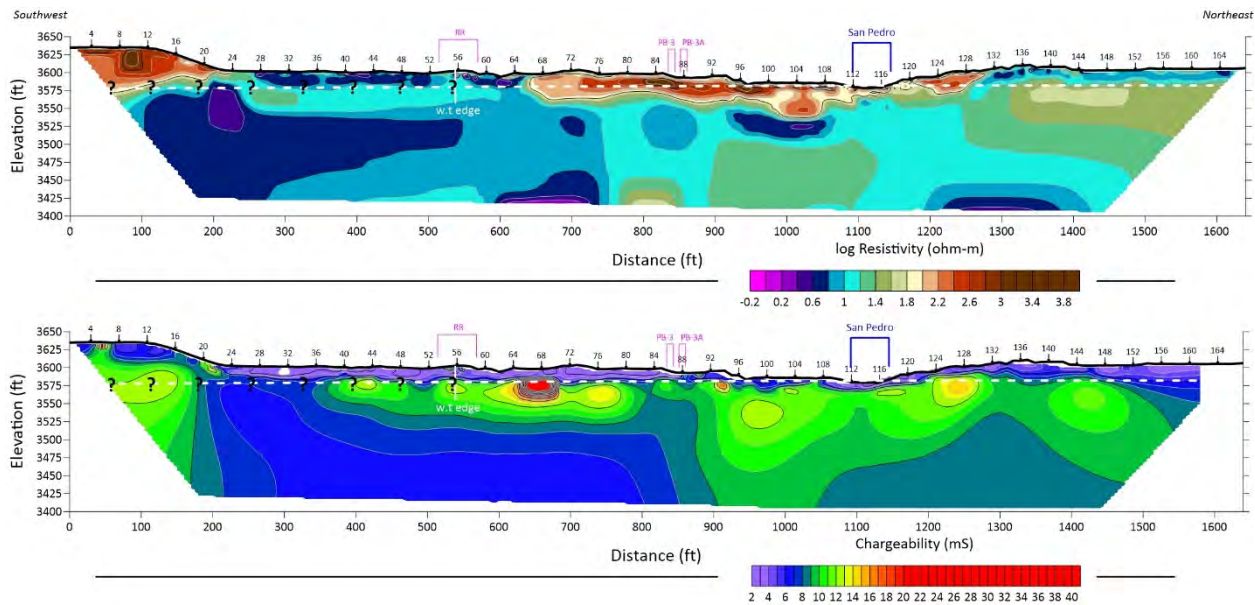 Southwest
Northeast
RR
PB-3
PB-3A
San Pedro
3650
3625
3600
3575
3550
3525
3500
3475
3450
3425
3400
Elevation (ft)
4 8 12 16 20 24 28 32 36 40 44 48 52 56 60 64 68 72 76 80 84 88 92 96 100 104 108 112 116 120 124 128 132 136 140 144 148 152 156 160 164
? ? ? ? ? ? ? ?
w.t edge
0 100 200 300 400 500 600 700 800 900 1000 1100 1200 1300 1400 1500 1600
Distance (ft)
log Resistivity (ohm-m)
-0.2 0.2 0.6 1 1.4 1.8 2.2 2.6 3 3.4 3.8
RR
PB-3
PB-3A
San Pedro
3650
3625
3600
3575
3550
3525
3500
3475
3450
3425
3400
Elevation (ft)
4 8 12 16 20 24 28 32 36 40 44 48 52 56 60 64 68 72 76 80 84 88 92 96 100 104 108 112 116 120 124 128 132 136 140 144 148 152 156 160 164
? ? ? ? ? ? ?
w.t edge
0 100 200 300 400 500 600 700 800 900 1000 1100 1200 1300 1400 1500 1600
Distance (ft)
Chargeability (mS)
2 4 6 8 10 12 14 16 18 20 22 24 26 28 30 32 34 36 38 40